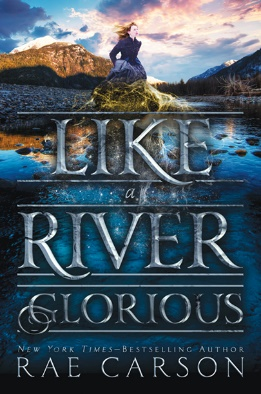 LIKE
a
RIVER
GLORIOUS
NEW YORK TIMES–BESTSELLING AUTHOR
RAE CARSON